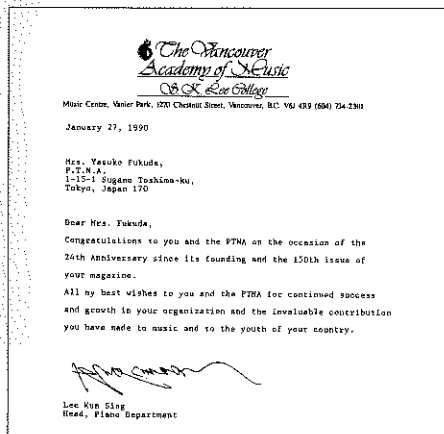 The Vancouver
Academy of Music
S.K. Lee College
Music Centre, Vanier Park, 1270 Chestnut Street, Vancouver, B.C. V6J 4R9 (604) 734-2301
January 27, 1990
Mrs. Yasuko Fukuda,
P.T.N.A.
1-15-1 Sugamo Toshima-ku,
Tokyo, Japan 170
Dear Mrs. Fukuda,
Congratulations to you and the PTNA on the occasion of the
24th Anniversary since its founding and the 150th issue of
your magazine.
All my best wishes to you and the PTNA for continued success
and growth in your organization and the invaluable contribution
you have made to music and to the youth of your country.
Lee Kum Sing
Head, Piano Department